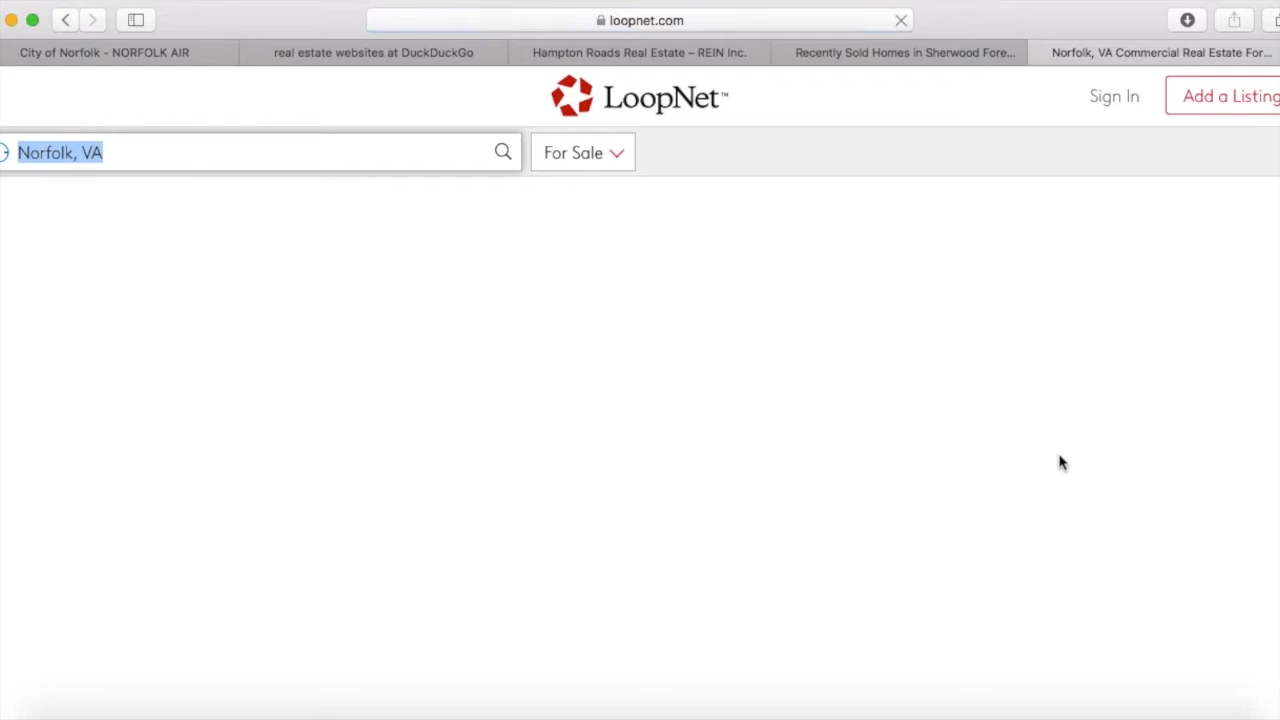 loopnet.com
City of Norfolk - NORFOLK AIR
real estate websites at DuckDuckGo
Hampton Roads Real Estate – REIN Inc.
Recently Sold Homes in Sherwood Fore...
Norfolk, VA Commercial Real Estate For...
LoopNet™
Sign In
Add a Listing
Norfolk, VA
For Sale